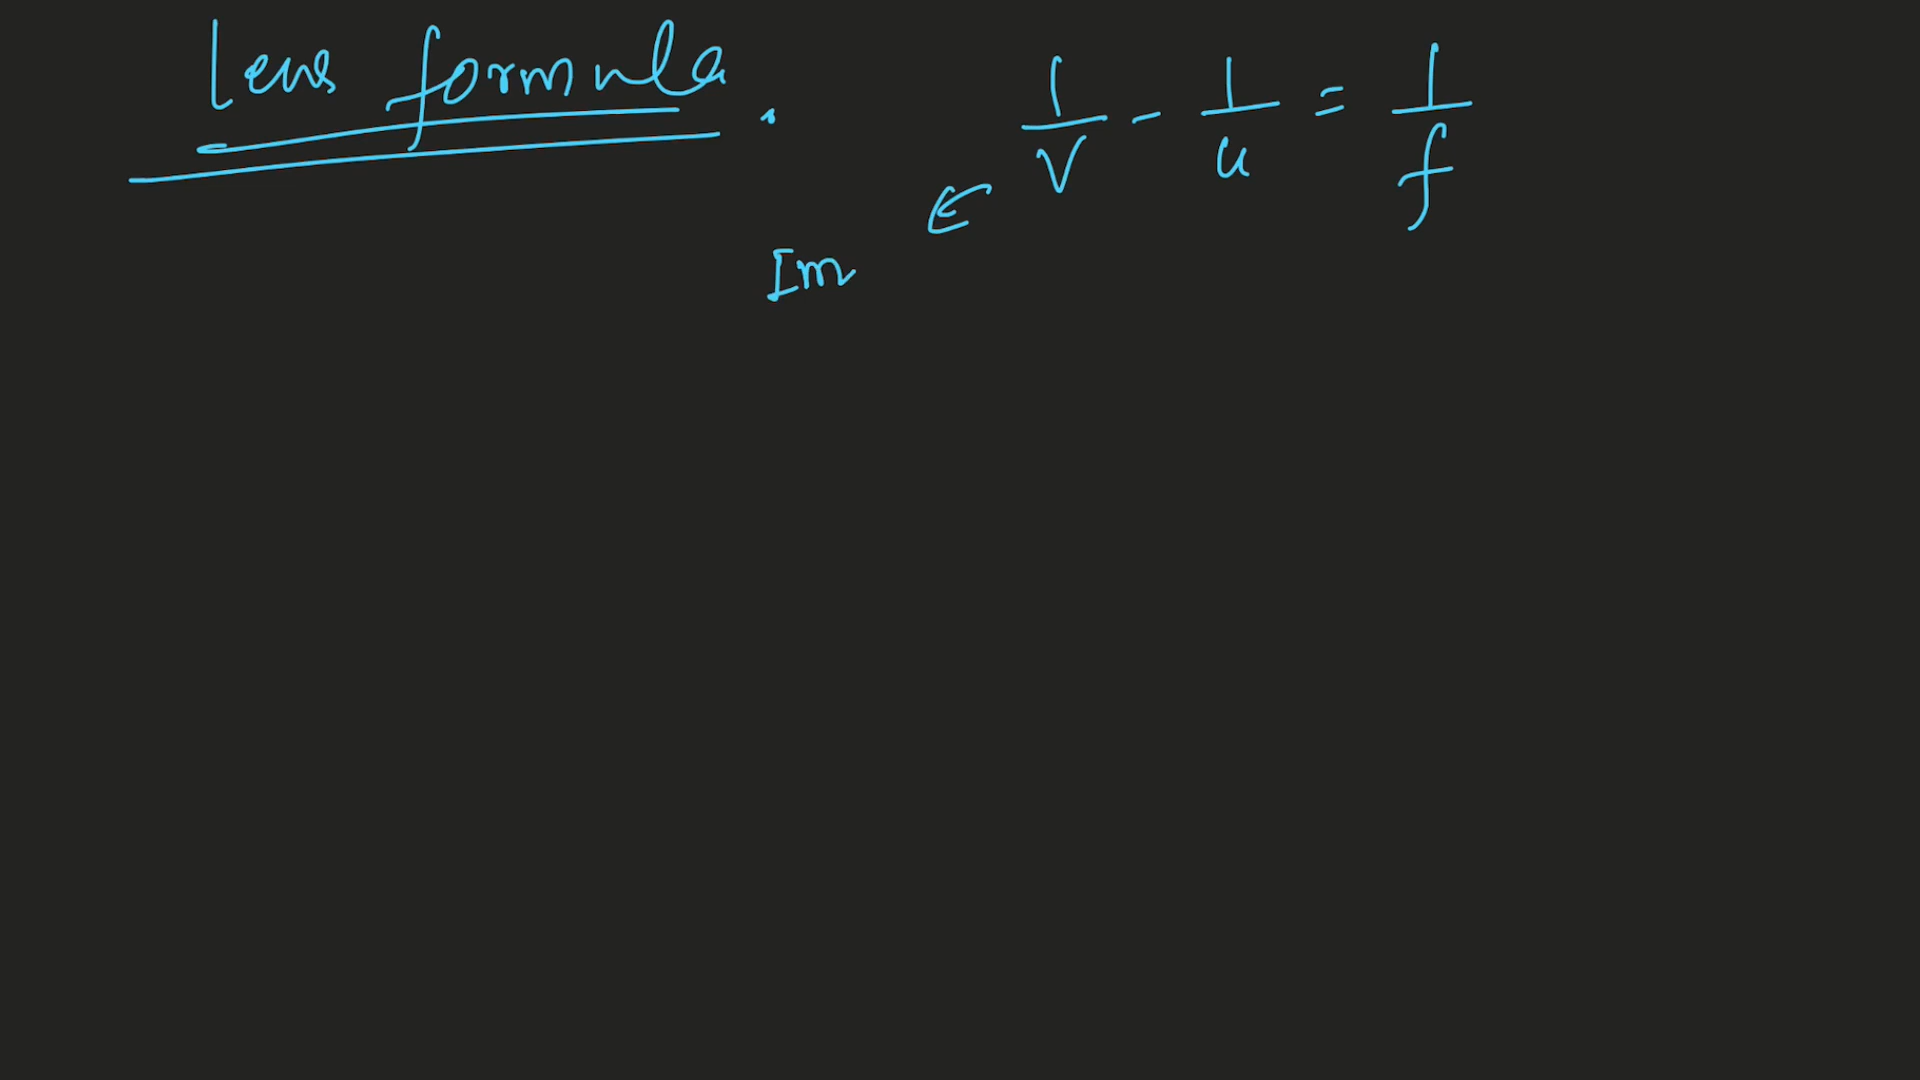 Lens formula. 1/v - 1/u = 1/f
Im